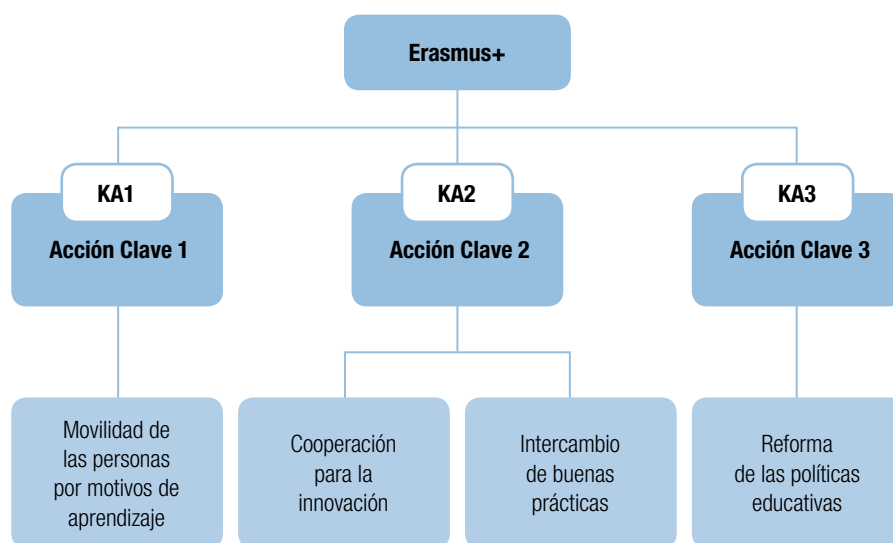 Erasmus+
KA1
KA2
KA3
Acción Clave 1
Acción Clave 2
Acción Clave 3
Movilidad de
las personas
por motivos de
aprendizaje
Cooperación
para la
innovación
Intercambio
de buenas
prácticas
Reforma
de las políticas
educativas